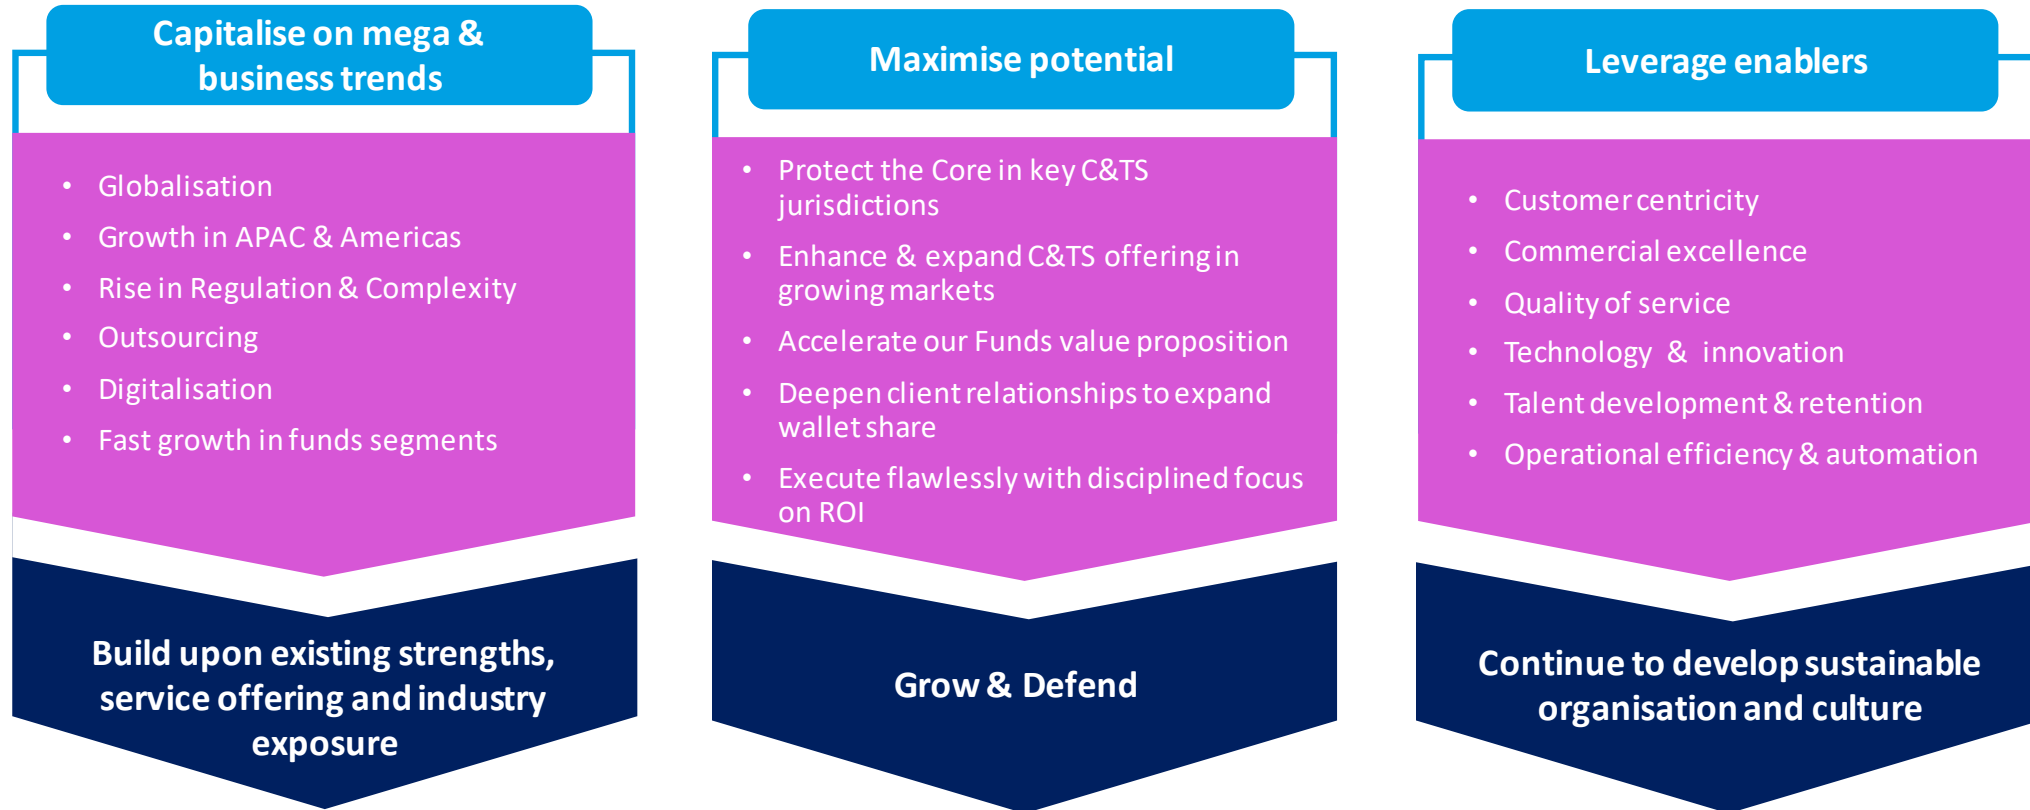 Capitalise on mega &
business trends
• Globalisation
• Growth in APAC & Americas
• Rise in Regulation & Complexity
• Outsourcing
• Digitalisation
• Fast growth in funds segments
Build upon existing strengths,
service offering and industry
exposure
Maximise potential
• Protect the Core in key C&TS
jurisdictions
• Enhance & expand C&TS offering in
growing markets
• Accelerate our Funds value proposition
• Deepen client relationships to expand
wallet share
• Execute flawlessly with disciplined focus
on ROI
Grow & Defend
Leverage enablers
• Customer centricity
• Commercial excellence
• Quality of service
• Technology & innovation
• Talent development & retention
• Operational efficiency & automation
Continue to develop sustainable
organisation and culture